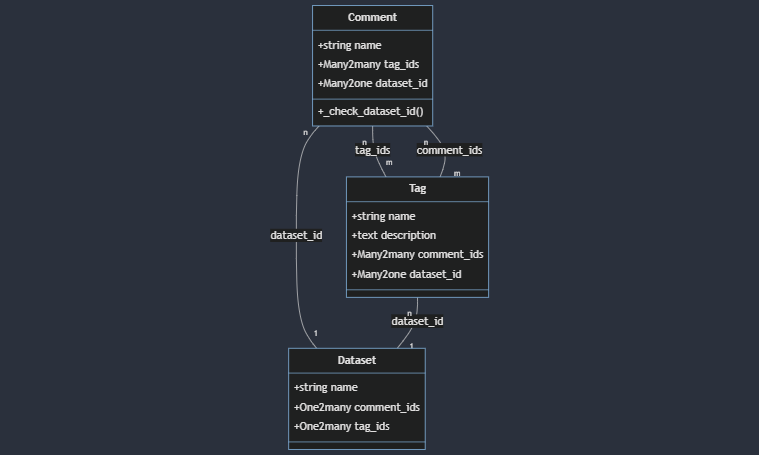 Comment
+string name
+Many2many tag_ids
+Many2one dataset_id
+_check_dataset_id()
n
n
n
tag_ids
comment_ids
m
m
Tag
+string name
+text description
+Many2many comment_ids
+Many2one dataset_id
dataset_id
n
dataset_id
1
1
Dataset
+string name
+One2many comment_ids
+One2many tag_ids